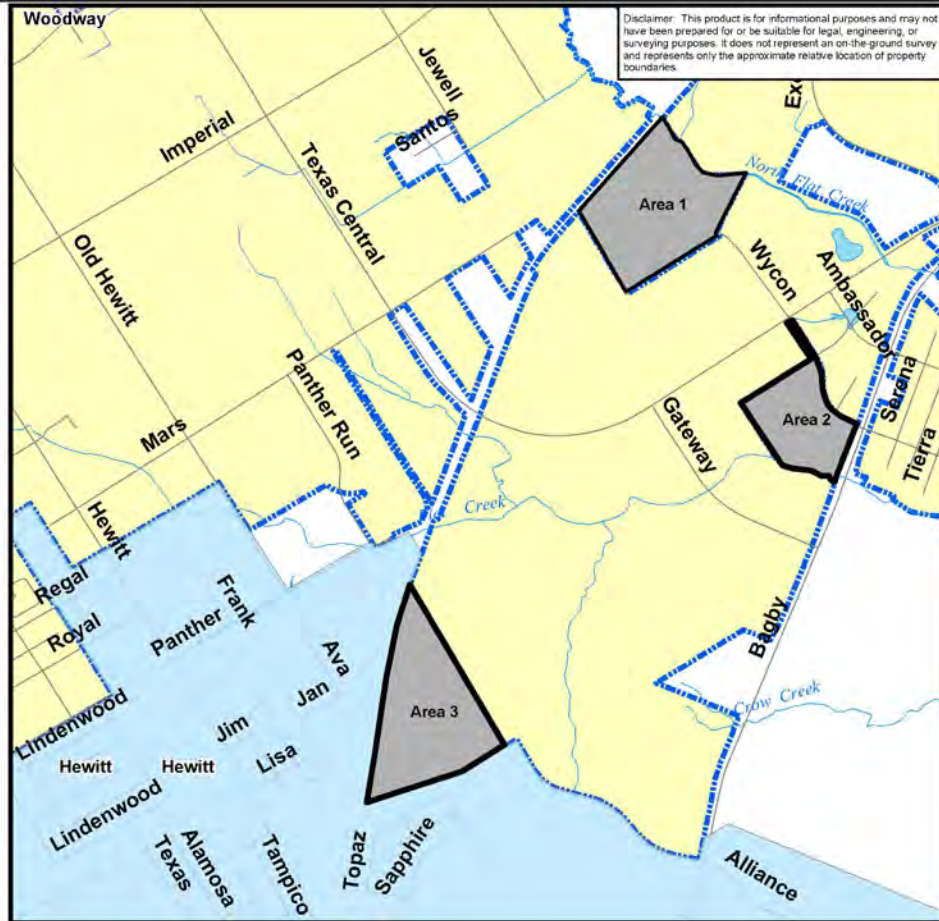 Woodway
Disclaimer: This product is for informational purposes and may not
have been prepared for or be suitable for legal, engineering, or
surveying purposes. It does not represent an on-the-ground survey
and represents only the approximate relative location of property
boundaries.
Jewell
Santos
Imperial
Texas Central
Old Hewitt
Area 1
North Flat Creek
Wycon
Ambassador
Serena
Tierra
Area 2
Gateway
Panther Run
Mars
Creek
Hewitt
Regal
Royal
Frank
Panther
Ava
Jan
Jim
Lisa
Area 3
Bagby
Crow Creek
Lindenwood
Hewitt
Hewitt
Lindenwood
Texas
Alamosa
Tampico
Topaz
Sapphire
Alliance